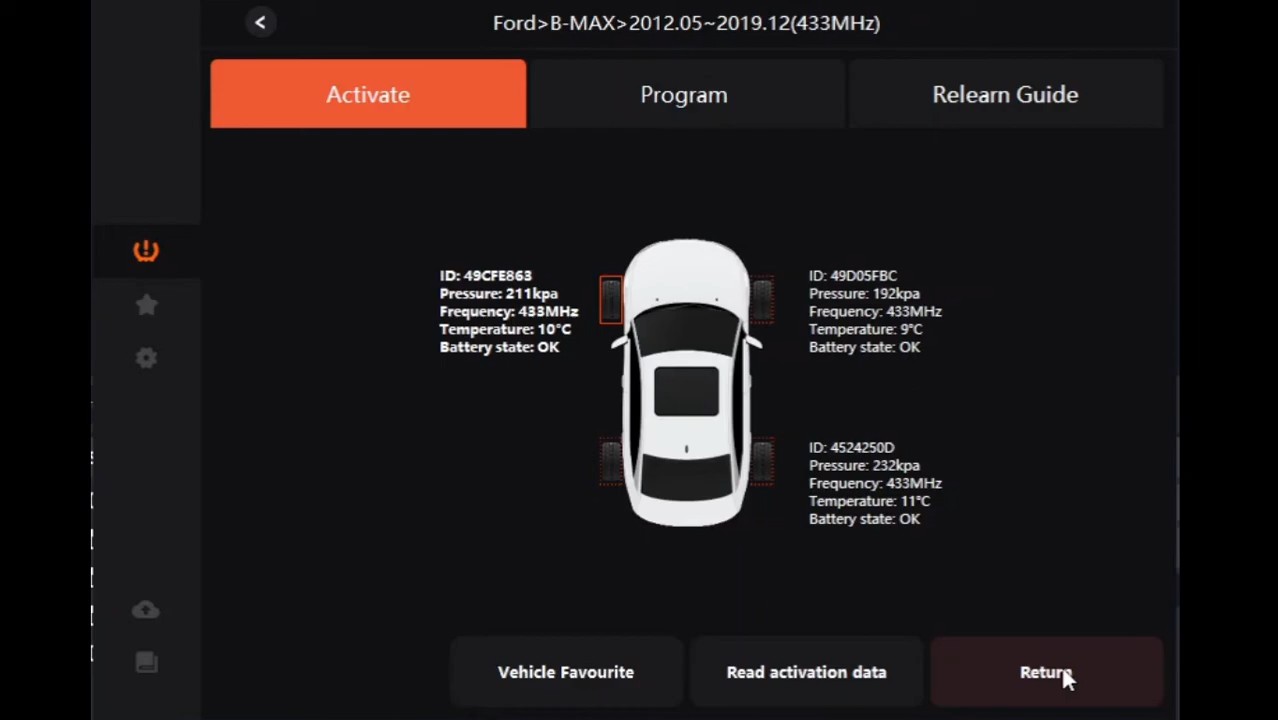 Ford>B-MAX>2012.05~2019.12(433MHz)
Activate
Program
Relearn Guide
ID: 49CFE863
Pressure: 211kpa
Frequency: 433MHz
Temperature: 10°C
Battery state: OK
ID: 49D05FBC
Pressure: 192kpa
Frequency: 433MHz
Temperature: 9°C
Battery state: OK
ID: 4524250D
Pressure: 232kpa
Frequency: 433MHz
Temperature: 11°C
Battery state: OK
Vehicle Favourite
Read activation data
Return